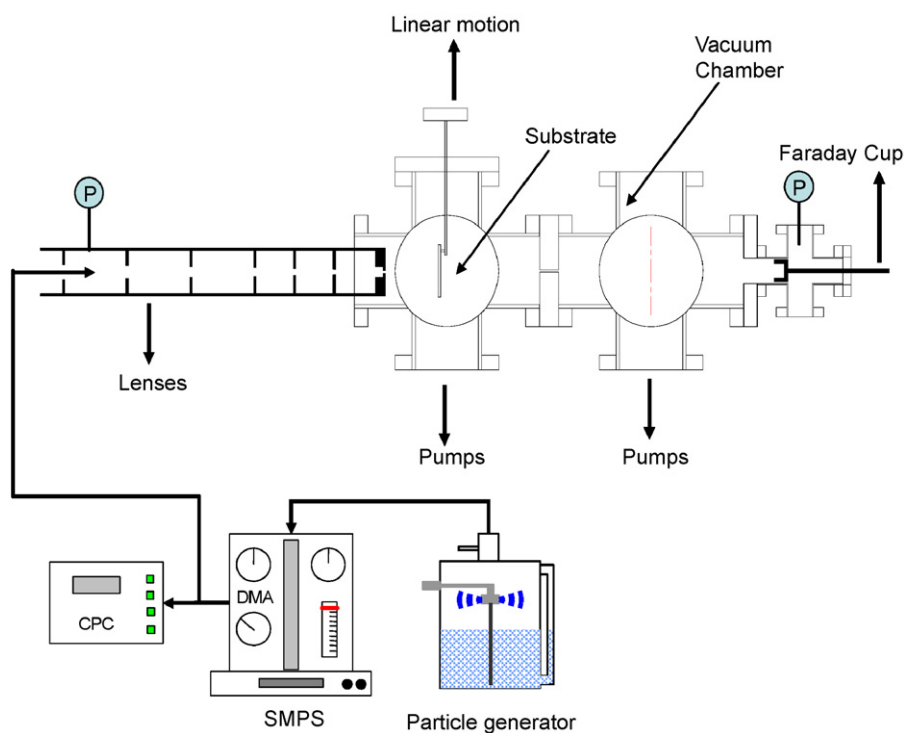 Linear motion
Vacuum
Chamber
Substrate
Faraday Cup
P
P
Lenses
Pumps
Pumps
DMA
CPC
SMPS
Particle generator